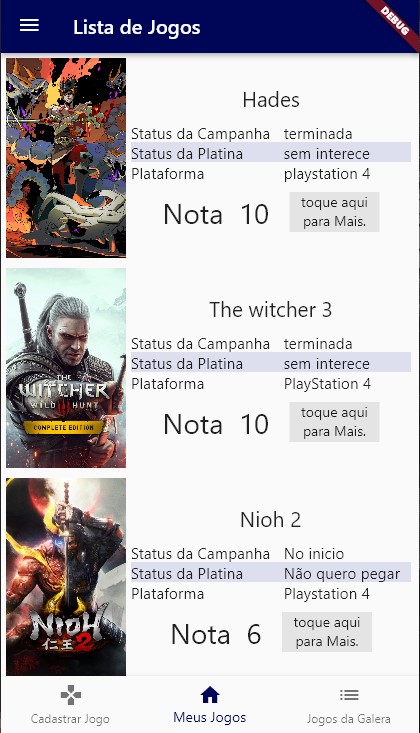 Lista de Jogos
DEBUG
Hades
Status da Campanha terminada
Status da Platina sem interece
Plataforma playstation 4
Nota 10
toque aqui
para Mais.
THE
WITCHER
WILD HUNT
COMPLETE EDITION
The witcher 3
Status da Campanha terminada
Status da Platina sem interece
Plataforma PlayStation 4
Nota 10
toque aqui
para Mais.
NIOH
仁王2
Nioh 2
Status da Campanha No inicio
Status da Platina Não quero pegar
Plataforma Playstation 4
Nota 6
toque aqui
para Mais.
Cadastrar Jogo
Meus Jogos
Jogos da Galera